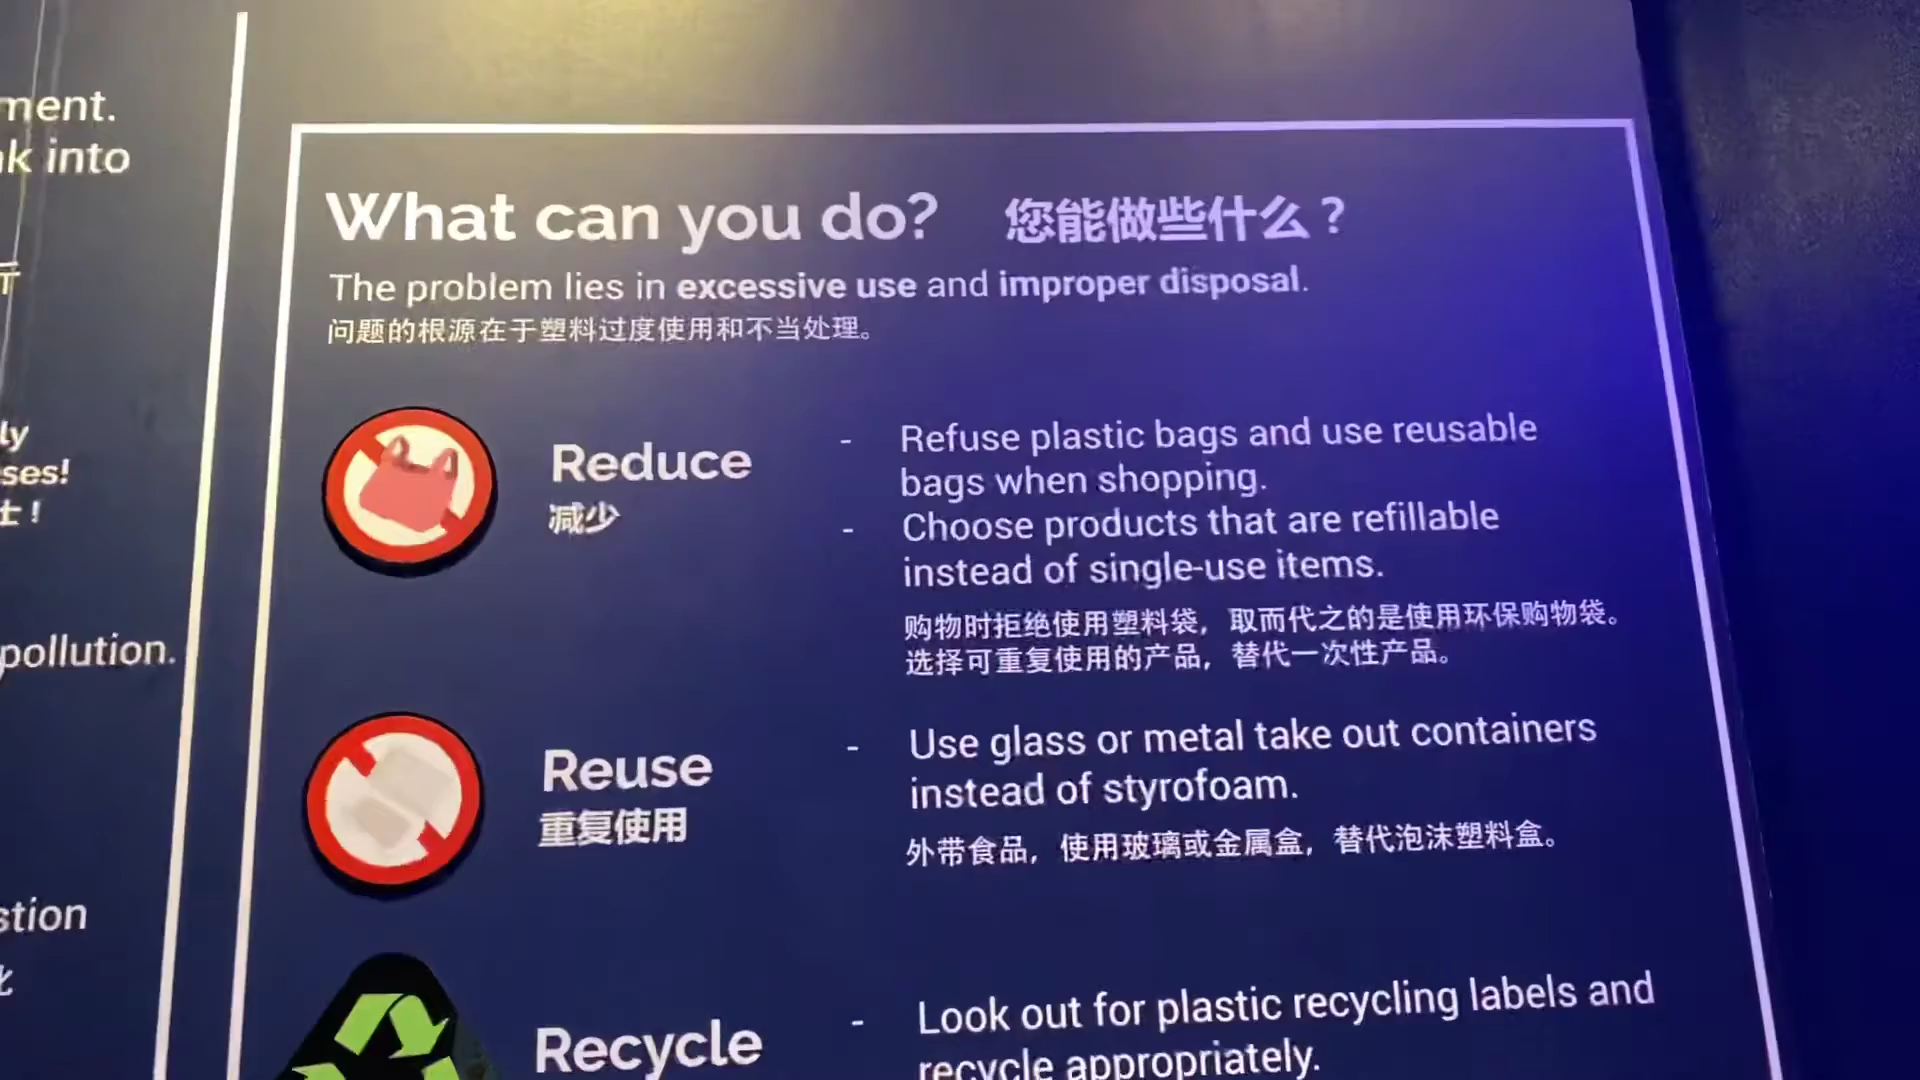 ment.
into
ly
ses!
士！
pollution.
stion
What can you do? 您能做些什么？
The problem lies in excessive use and improper disposal.
问题的根源在于塑料过度使用和不当处理。
Reduce
减少
- Refuse plastic bags and use reusable
bags when shopping.
- Choose products that are refillable
instead of single-use items.
购物时拒绝使用塑料袋，取而代之的是使用环保购物袋。
选择可重复使用的产品，替代一次性产品。
Reuse
重复使用
- Use glass or metal take out containers
instead of styrofoam.
外带食品，使用玻璃或金属盒，替代泡沫塑料盒。
Recycle
- Look out for plastic recycling labels and
recycle appropriately.